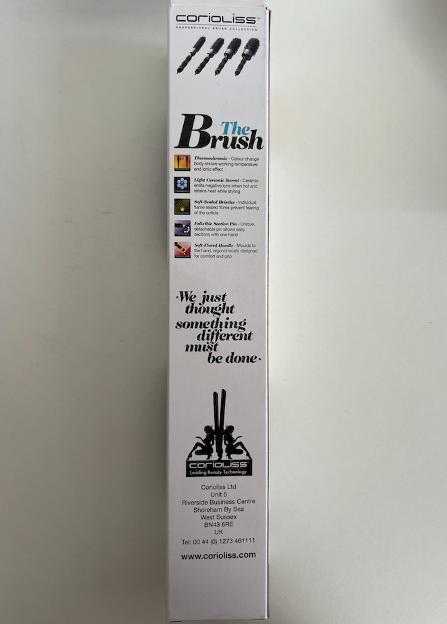 corioliss
PROFESSIONAL BRUSH COLLECTION
The
Brush
Thermochromic - Colour change
body shows working temperature
and ionic effect
Light Ceramic Barrel - Ceramic
emits negative ions when hot and
retains heat while styling
Soft-Sealed Bristles - Individual
flame sealed fibres prevent tearing
of the cuticle
Flexible Section Pin - Unique,
detachable pin allows easy
sections with one hand
Soft-Fluted Handle - Moulds to
the hand, ergonomically designed
for comfort and grip
·We just
thought
something
different
must
be done·
corioliss
Leading Beauty Technology
Corioliss Ltd
Unit 5
Riverside Business Centre
Shoreham By Sea
West Sussex
BN43 6RE
UK
Tel: 00 44 (0) 1273 461111
www.corioliss.com